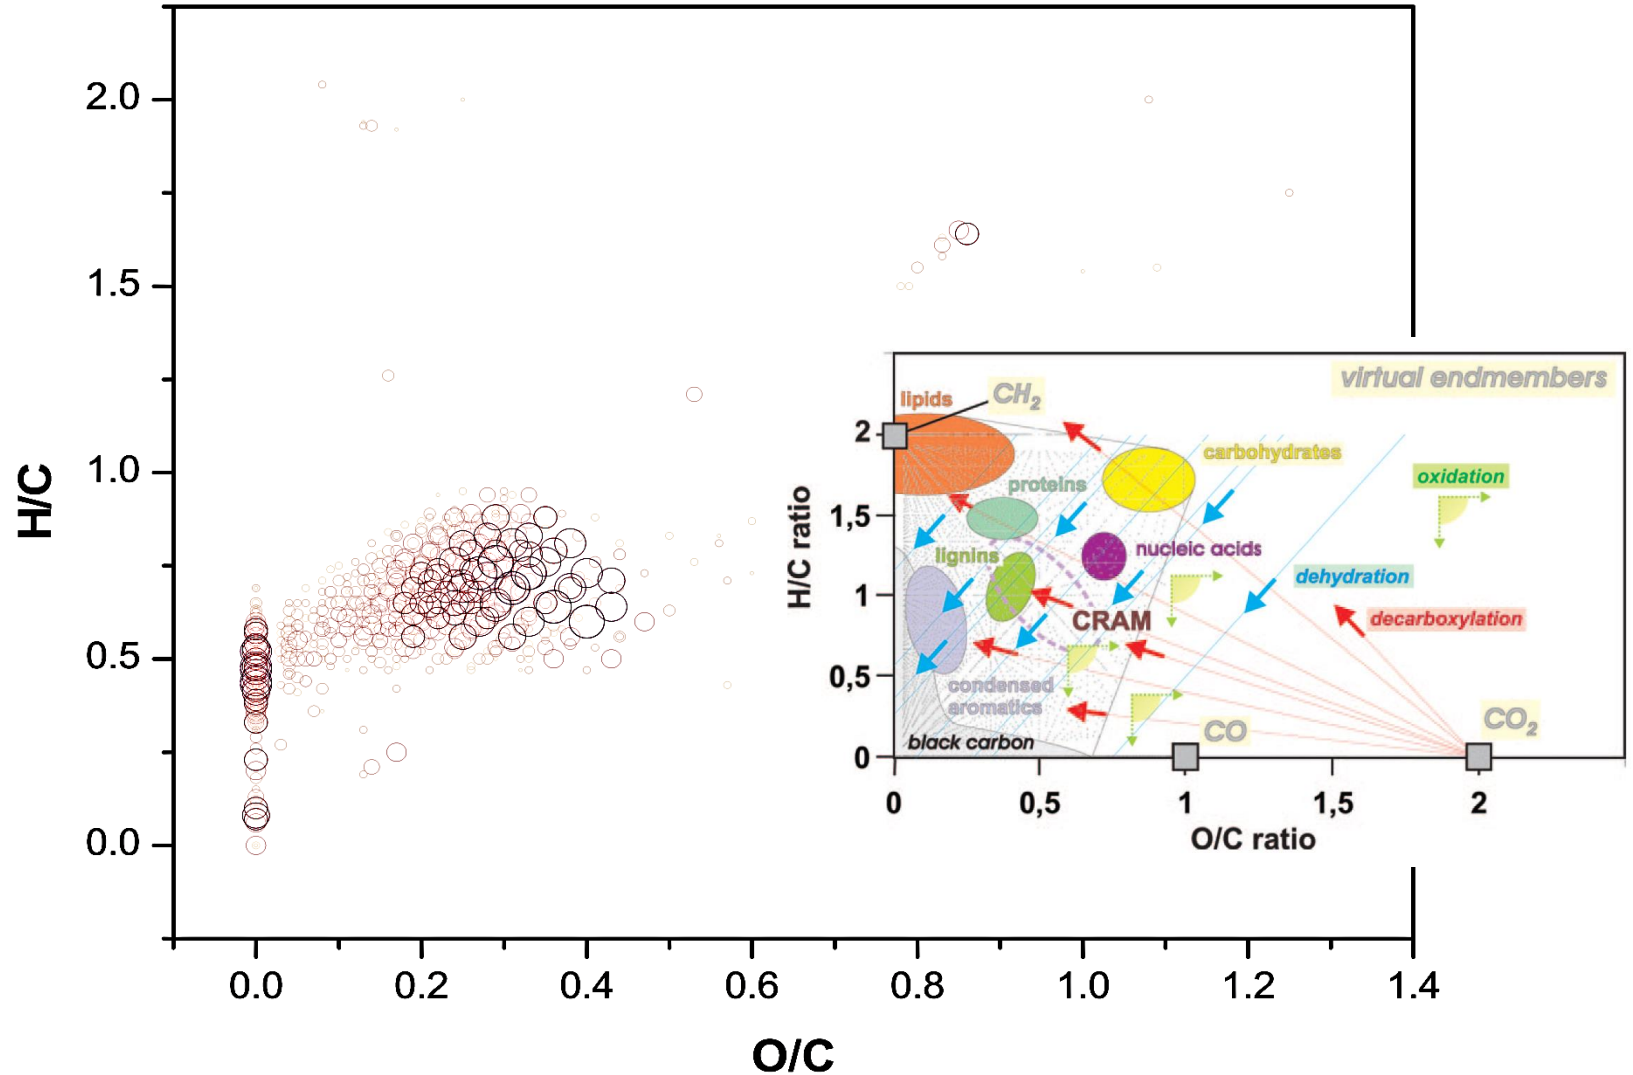 2.0
1.5
1.0
0.5
0.0
H/C
0.0 0.2 0.4 0.6 0.8 1.0 1.2 1.4
O/C
virtual endmembers
CH2
lipids
carbohydrates
proteins
oxidation
lignins
nucleic acids
dehydration
CRAM
decarboxylation
condensed
aromatics
CO
CO2
black carbon
2
1,5
1
0,5
0
H/C ratio
0 0,5 1 1,5 2
O/C ratio